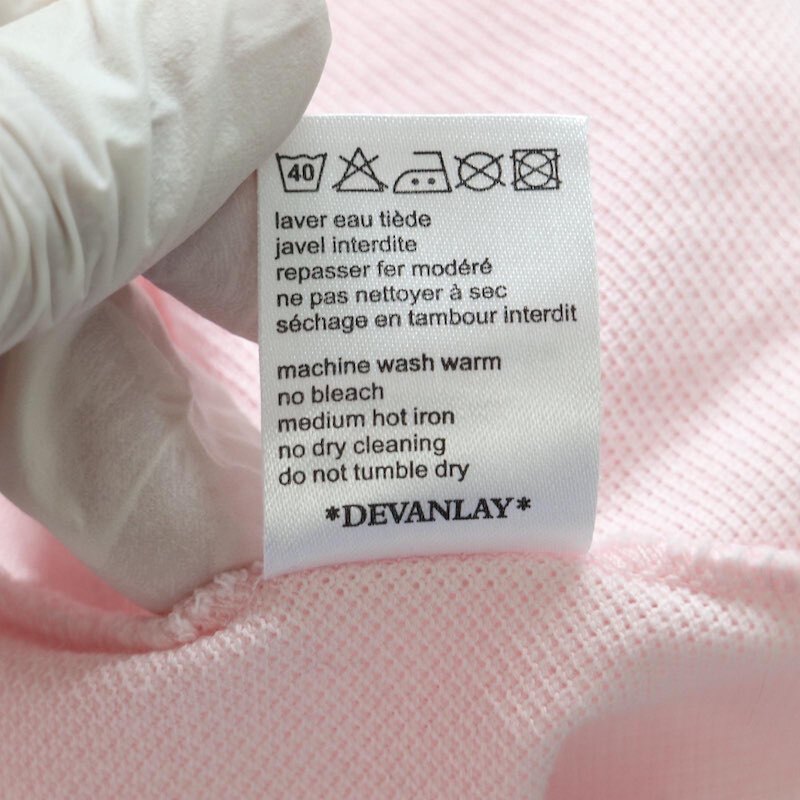 40
laver eau tiède
javel interdite
repasser fer modéré
ne pas nettoyer à sec
séchage en tambour interdit
machine wash warm
no bleach
medium hot iron
no dry cleaning
do not tumble dry
*DEVANLAY*